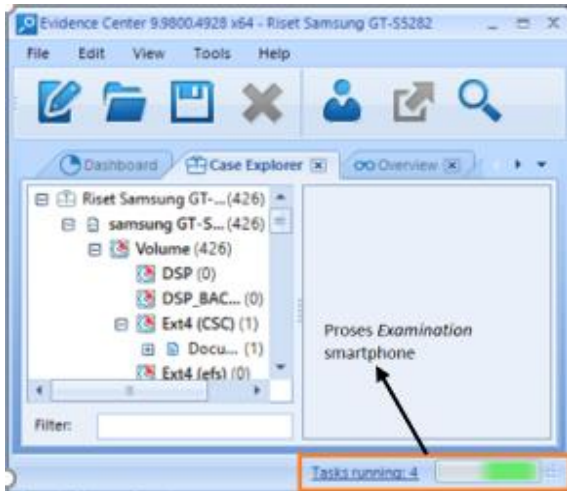 Evidence Center 9.9800.4928 x64 - Riset Samsung GT-S5282
File Edit View Tools Help
Dashboard Case Explorer Overview
Riset Samsung GT-...(426)
samsung GT-S...(426)
Volume (426)
DSP (0)
DSP_BAC... (0)
Ext4 (CSC) (1)
Docu... (1)
Ext4 (efs) (0)
Proses Examination
smartphone
Filter:
Tasks running: 4